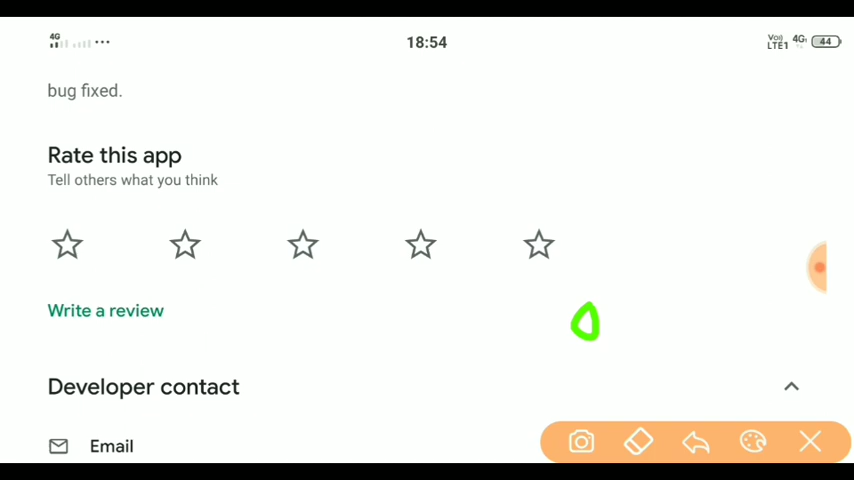 4G
18:54
Vo)) LTE1 4G 44
bug fixed.
Rate this app
Tell others what you think
Write a review
Developer contact
Email